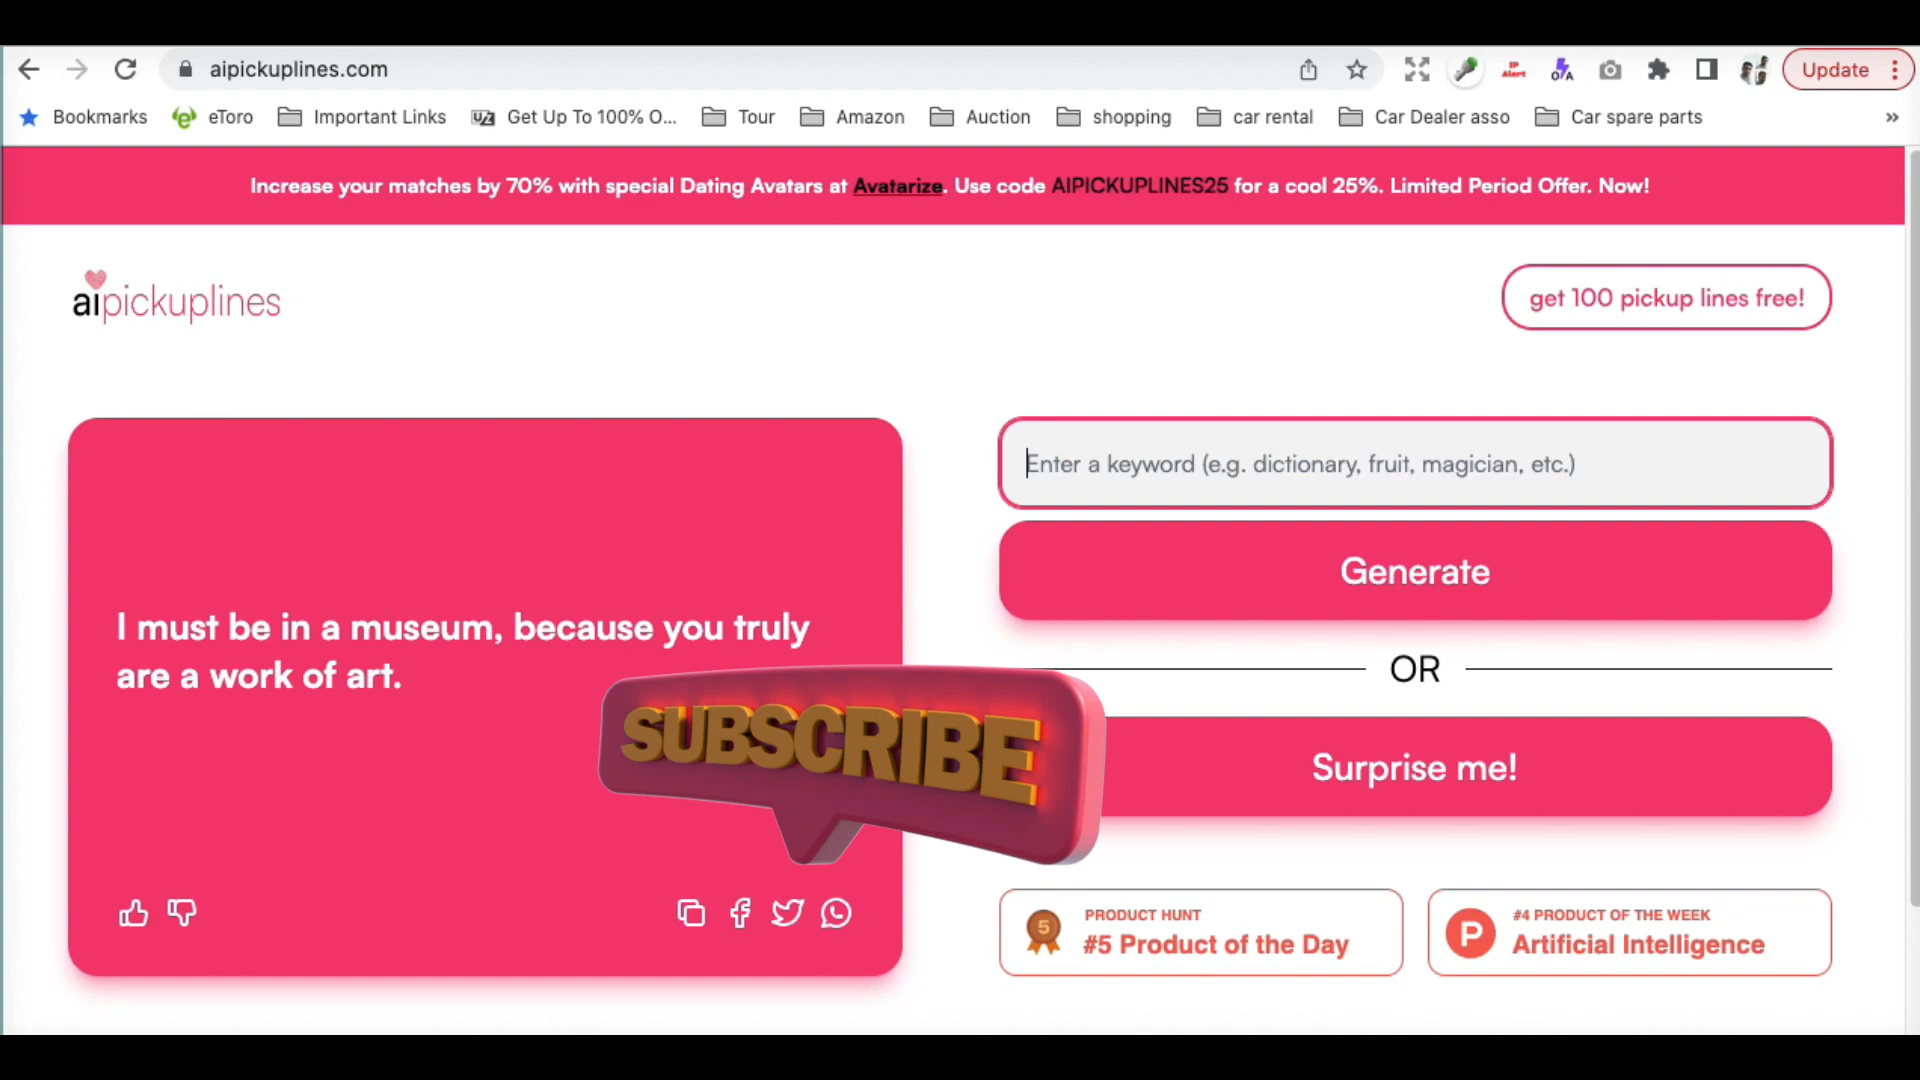 aipickuplines.com
IP
Alert
O/A
Update
Bookmarks
eToro
Important Links
Get Up To 100% O...
Tour
Amazon
Auction
shopping
car rental
Car Dealer asso
Car spare parts
»
Increase your matches by 70% with special Dating Avatars at Avatarize. Use code AIPICKUPLINES25 for a cool 25%. Limited Period Offer. Now!
aipickuplines
get 100 pickup lines free!
Enter a keyword (e.g. dictionary, fruit, magician, etc.)
Generate
I must be in a museum, because you truly
are a work of art.
OR
SUBSCRIBE
Surprise me!
5
PRODUCT HUNT
#5 Product of the Day
P
#4 PRODUCT OF THE WEEK
Artificial Intelligence